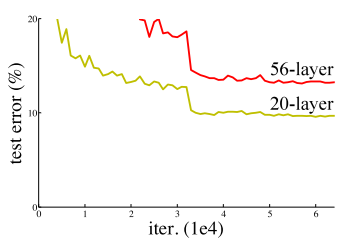 20
56-layer
20-layer
10
test error (%)
0
0 1 2 3 4 5 6
iter. (1e4)